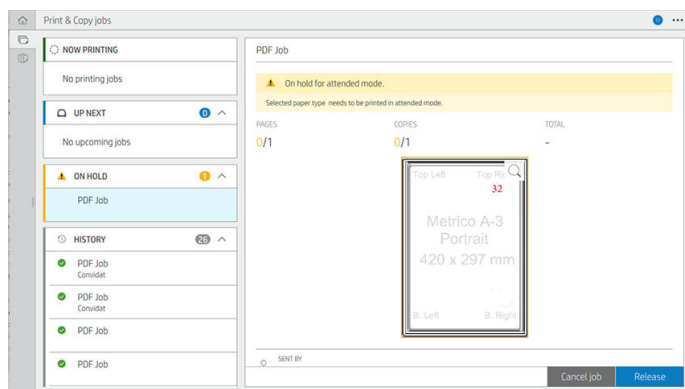 Print & Copy jobs
NOW PRINTING
No printing jobs
UP NEXT
0
No upcoming jobs
ON HOLD
1
PDF Job
HISTORY
26
PDF Job
Convidat
PDF Job
Convidat
PDF Job
PDF Job
PDF Job
On hold for attended mode.
Selected paper type needs to be printed in attended mode.
PAGES
COPIES
TOTAL
0/1
0/1
-
Top Left
32
Metrico A-3
Portrait
420 x 297 mm
B. Left
B. Right
SENT BY
Cancel job
Release